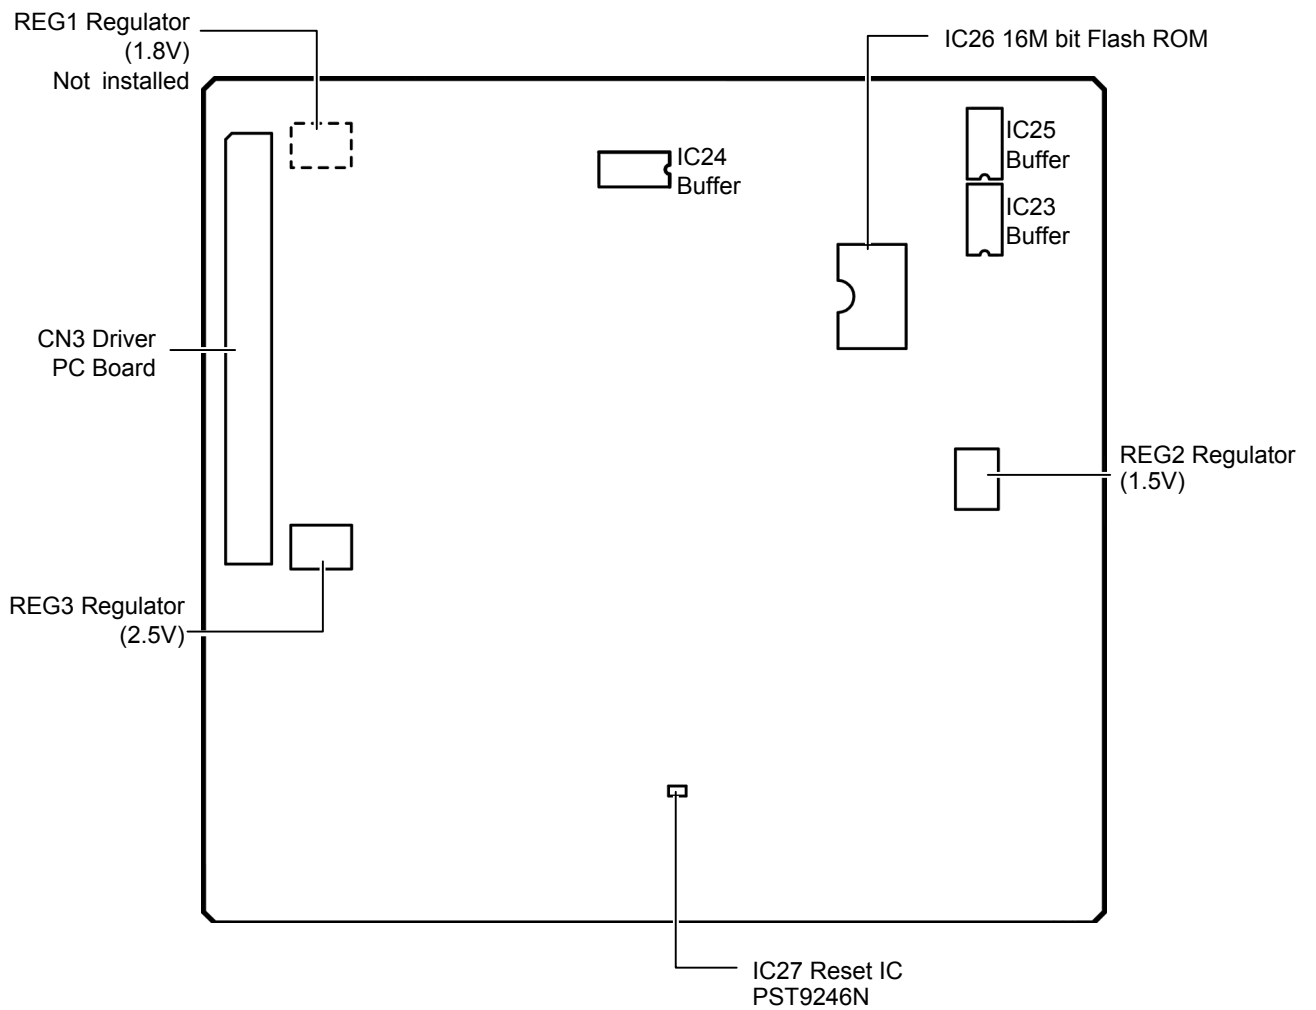 REG1 Regulator
(1.8V)
Not installed
IC26 16M bit Flash ROM
IC25
Buffer
IC24
Buffer
IC23
Buffer
CN3 Driver
PC Board
REG2 Regulator
(1.5V)
REG3 Regulator
(2.5V)
IC27 Reset IC
PST9246N